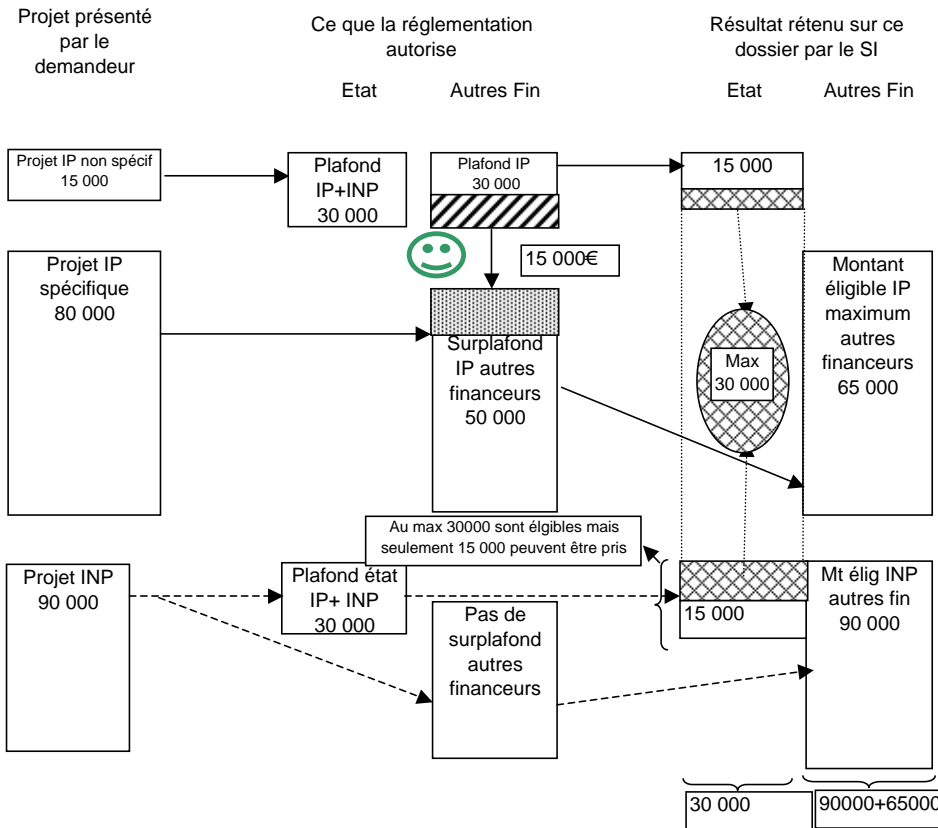 Projet présenté
par le
demandeur
Ce que la réglementation
autorise
Résultat retenu sur ce
dossier par le SI
Etat
Autres Fin
Etat
Autres Fin
Projet IP non spécif
15 000
Plafond
IP+INP
30 000
Plafond IP
30 000
15 000
15 000€
Projet IP
spécifique
80 000
Surplafond
IP autres
financeurs
50 000
Max
30 000
Montant
éligible IP
maximum
autres
financeurs
65 000
Au max 30000 sont élgibles mais
seulement 15 000 peuvent être pris
Projet INP
90 000
Plafond état
IP+ INP
30 000
Pas de
surplafond
autres
financeurs
15 000
Mt élig INP
autres fin
90 000
30 000
90000+65000